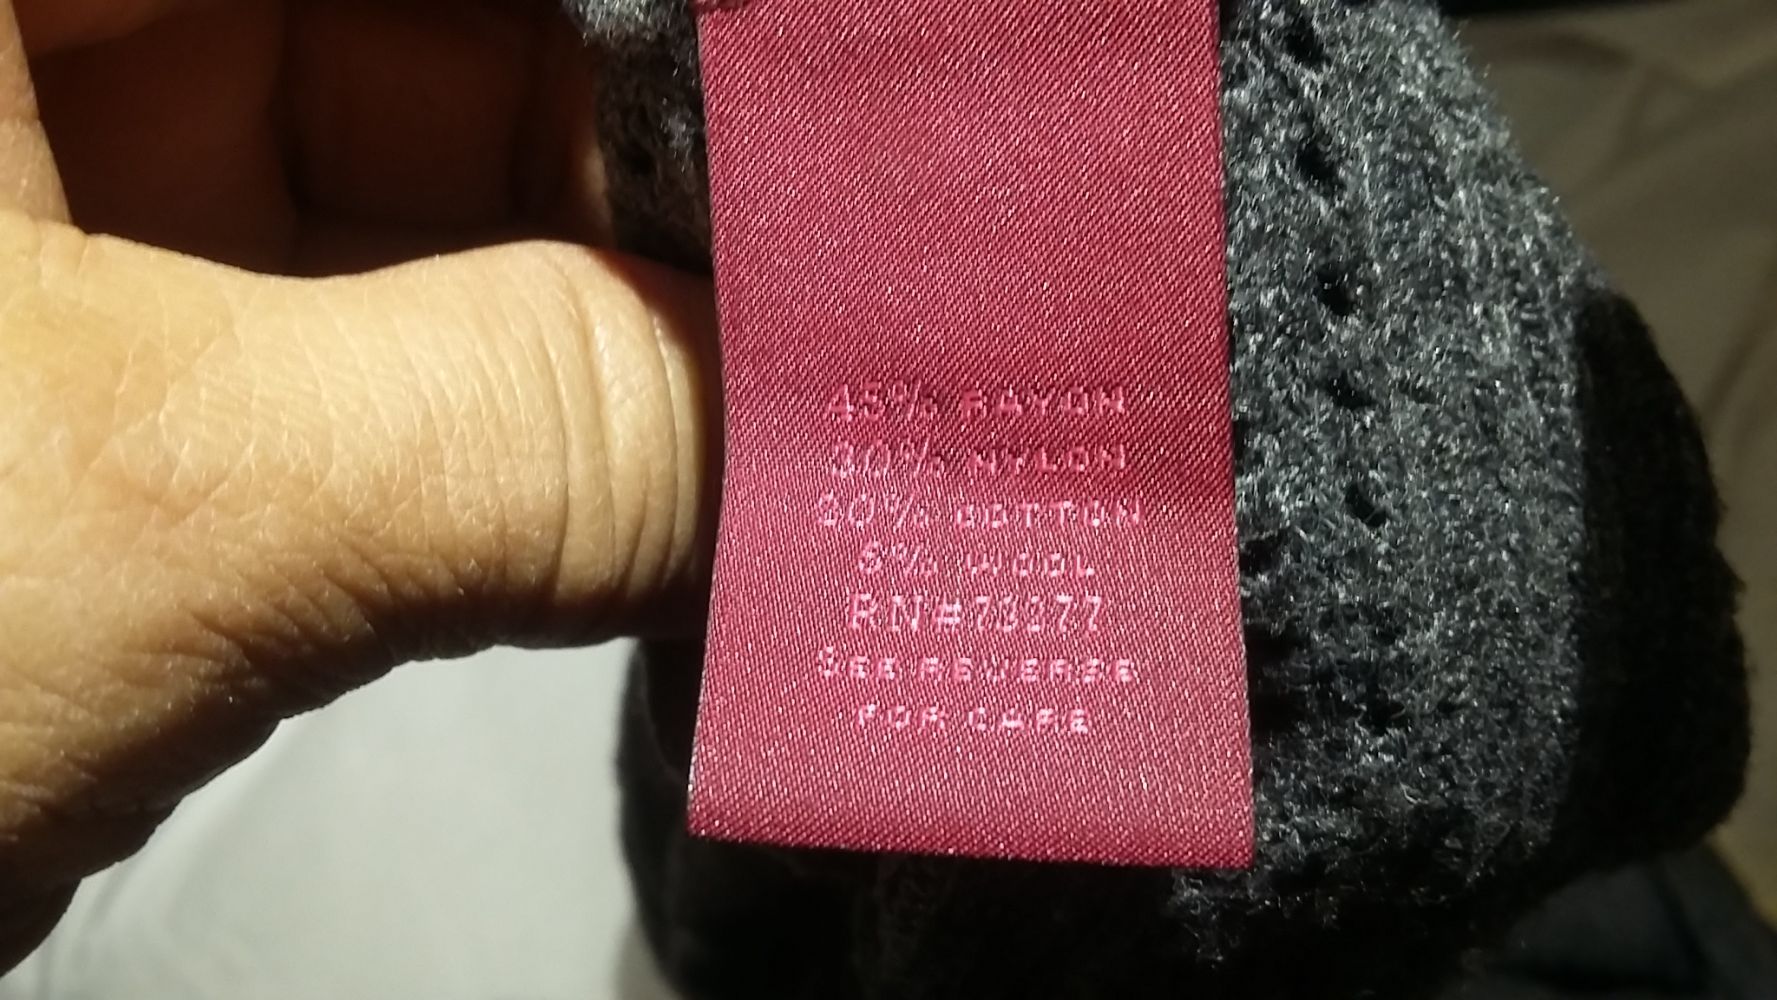 45% RAYON
30% NYLON
20% COTTON
5% WOOL
RN#73277
SEE REVERSE
FOR CARE